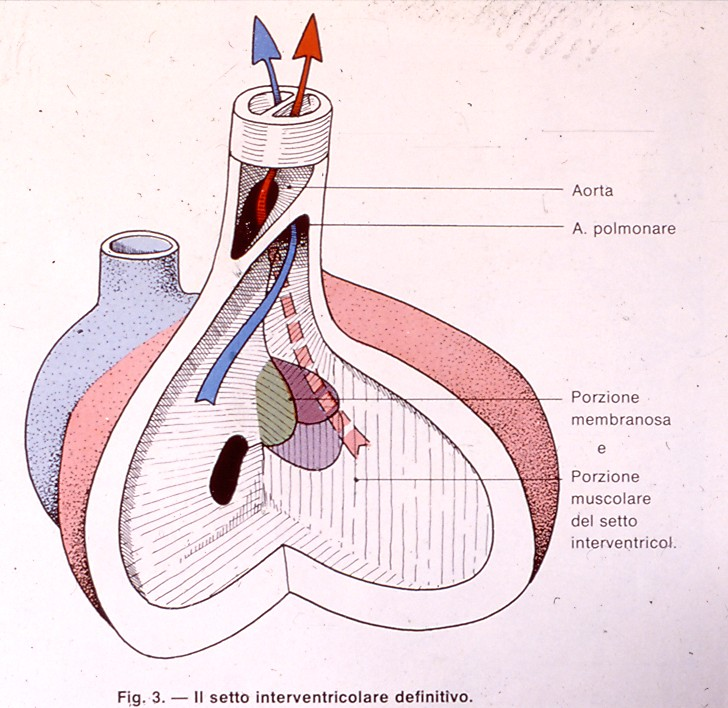 Aorta
A. polmonare
Porzione
membranosa
e
Porzione
muscolare
del setto
interventricol.
Fig. 3. — Il setto interventricolare definitivo.